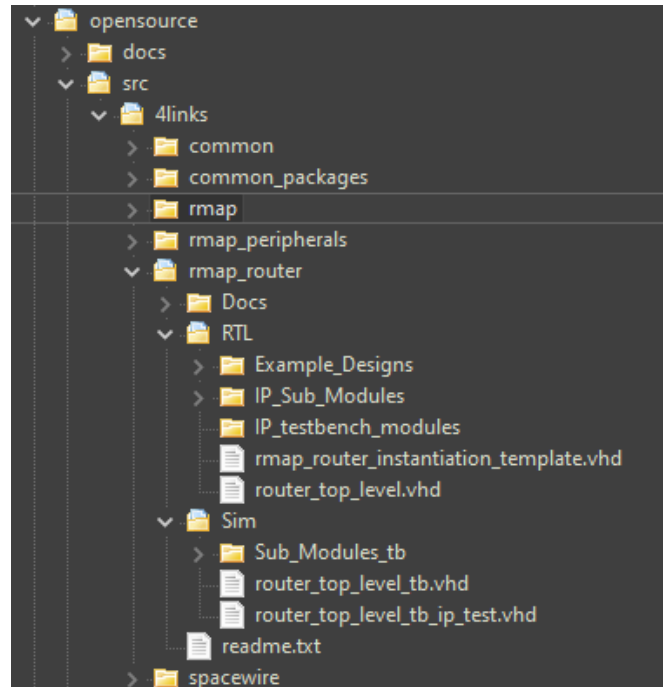 opensource
docs
src
4links
common
common_packages
rmap
rmap_peripherals
rmap_router
Docs
RTL
Example_Designs
IP_Sub_Modules
IP_testbench_modules
rmap_router_instantiation_template.vhd
router_top_level.vhd
Sim
Sub_Modules_tb
router_top_level_tb.vhd
router_top_level_tb_ip_test.vhd
readme.txt
spacewire